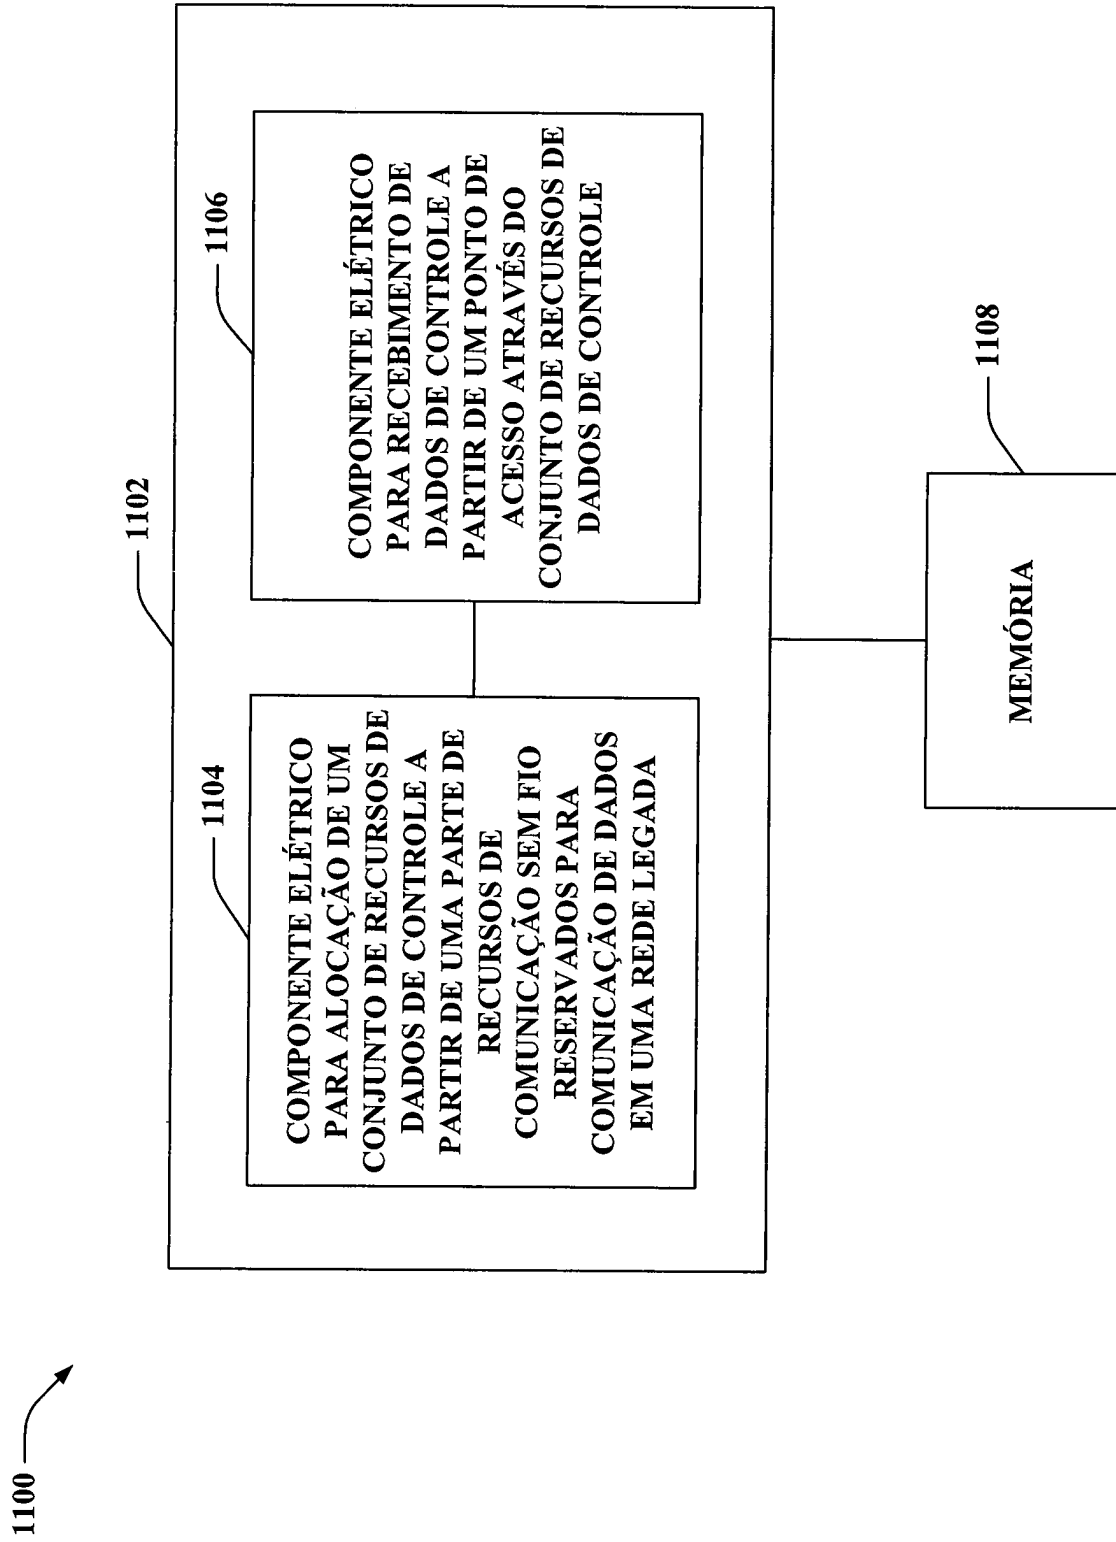 1100
1102
1104
COMPONENTE ELÉTRICO
PARA ALOCAÇÃO DE UM
CONJUNTO DE RECURSOS DE
DADOS DE CONTROLE A
PARTIR DE UMA PARTE DE
RECURSOS DE
COMUNICAÇÃO SEM FIO
RESERVADOS PARA
COMUNICAÇÃO DE DADOS
EM UMA REDE LEGADA
1106
COMPONENTE ELÉTRICO
PARA RECEBIMENTO DE
DADOS DE CONTROLE A
PARTIR DE UM PONTO DE
ACESSO ATRAVÉS DO
CONJUNTO DE RECURSOS DE
DADOS DE CONTROLE
1108
MEMÓRIA